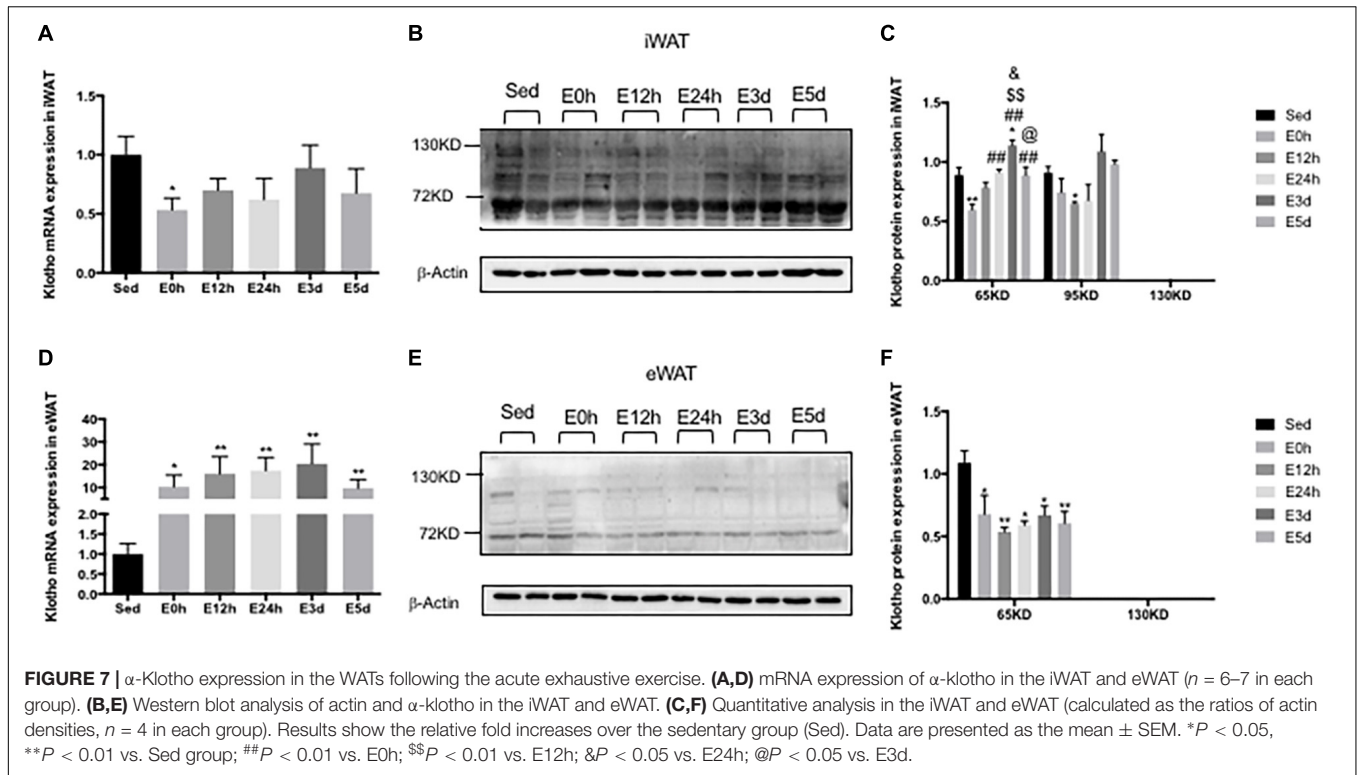 A
Klotho mRNA expression in iWAT
1.5
1.0
0.5
0.0
*
Sed E0h E12h E24h E3d E5d
B
iWAT
Sed E0h E12h E24h E3d E5d
130KD
72KD
β-Actin
C
Klotho protein expression in iWAT
1.5
1.0
0.5
0.0
&
$$
##
*
@
##
##
**
*
65KD 95KD 130KD
Sed
E0h
E12h
E24h
E3d
E5d
D
Klotho mRNA expression in eWAT
40
30
20
10
2.0
1.5
1.0
0.5
0.0
* ** ** ** **
Sed E0h E12h E24h E3d E5d
E
eWAT
Sed E0h E12h E24h E3d E5d
130KD
72KD
β-Actin
F
Klotho protein expression in eWAT
1.5
1.0
0.5
0.0
* ** * * **
65KD 130KD
Sed
E0h
E12h
E24h
E3d
E5d
FIGURE 7 | α-Klotho expression in the WATs following the acute exhaustive exercise. (A,D) mRNA expression of α-klotho in the iWAT and eWAT (n = 6–7 in each
group). (B,E) Western blot analysis of actin and α-klotho in the iWAT and eWAT. (C,F) Quantitative analysis in the iWAT and eWAT (calculated as the ratios of actin
densities, n = 4 in each group). Results show the relative fold increases over the sedentary group (Sed). Data are presented as the mean ± SEM. *P < 0.05,
**P < 0.01 vs. Sed group; ##P < 0.01 vs. E0h; $$P < 0.01 vs. E12h; &P < 0.05 vs. E24h; @P < 0.05 vs. E3d.